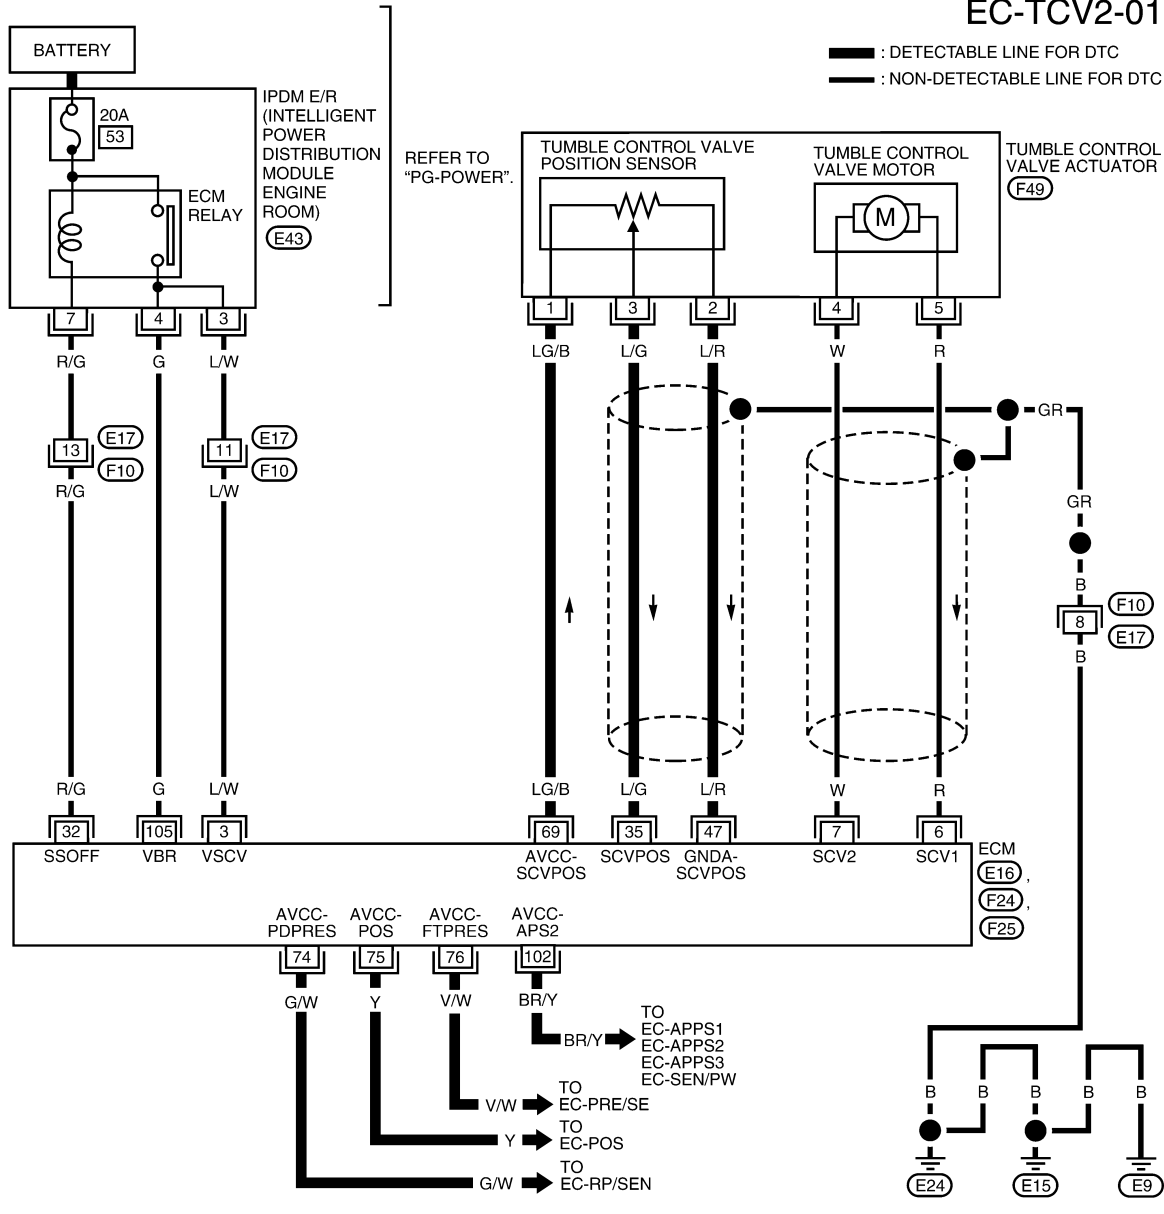 EC-TCV2-01
BATTERY
: DETECTABLE LINE FOR DTC
: NON-DETECTABLE LINE FOR DTC
20A
53
IPDM E/R
(INTELLIGENT
POWER
DISTRIBUTION
MODULE
ENGINE
ROOM)
E43
ECM
RELAY
REFER TO
"PG-POWER".
TUMBLE CONTROL VALVE
POSITION SENSOR
TUMBLE CONTROL
VALVE MOTOR
M
TUMBLE CONTROL
VALVE ACTUATOR
F49
7 4 3
1 3 2 4 5
R/G G L/W
LG/B L/G L/R W R
GR
13 E17 F10
11 E17 F10
R/G L/W
GR
B
8 F10 E17
B
R/G G L/W LG/B L/G L/R W R
32 105 3 69 35 47 7 6
SSOFF VBR VSCV
AVCC-
SCVPOS
SCVPOS
GNDA-
SCVPOS
SCV2 SCV1
ECM
E16 ,
F24 ,
F25
AVCC-
PDPRES
AVCC-
POS
AVCC-
FTPRES
AVCC-
APS2
74 75 76 102
G/W Y V/W BR/Y
BR/Y
TO
EC-APPS1
EC-APPS2
EC-APPS3
EC-SEN/PW
V/W
TO
EC-PRE/SE
Y
TO
EC-POS
G/W
TO
EC-RP/SEN
B B B B B
E24 E15 E9